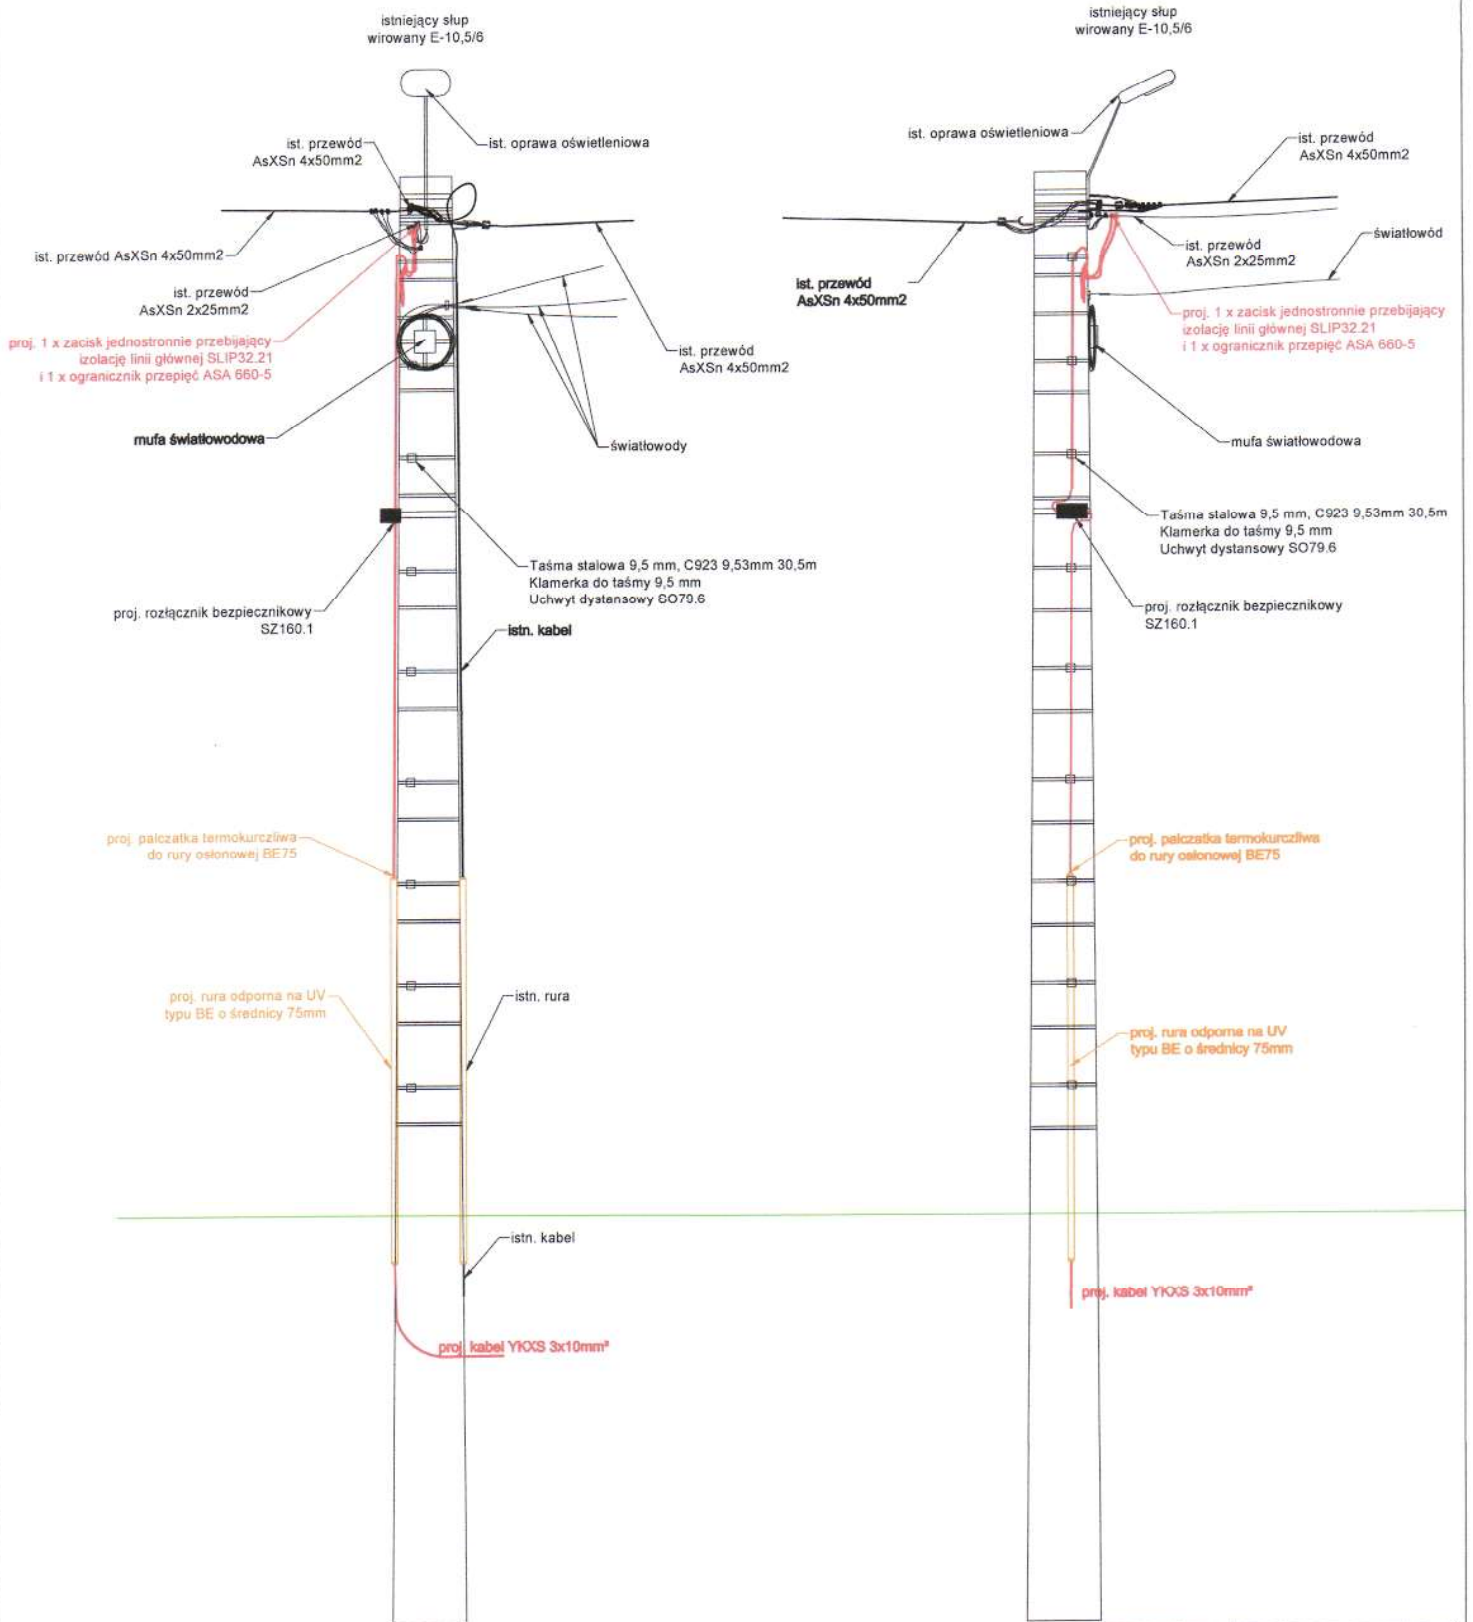 istniejący słup
wirowany E-10,5/6
ist. przewód
AsXSn 4x50mm2
ist. oprawa oświetleniowa
ist. przewód AsXSn 4x50mm2
ist. przewód
AsXSn 2x25mm2
proj. 1 x zacisk jednostronnie przebijający
izolację linii głównej SLIP32.21
i 1 x ogranicznik przepięć ASA 660-5
ist. przewód
AsXSn 4x50mm2
mufa światłowodowa
światłowody
Taśma stalowa 9,5 mm, C923 9,53mm 30,5m
Klamerka do taśmy 9,5 mm
Uchwyt dystansowy SO79.6
proj. rozłącznik bezpiecznikowy
SZ160.1
istn. kabel
proj. palczatka termokurczliwa
do rury osłonowej BE75
proj. rura odporna na UV
typu BE o średnicy 75mm
istn. rura
istn. kabel
proj. kabel YKXS 3x10mm²
istniejący słup
wirowany E-10,5/6
ist. oprawa oświetleniowa
ist. przewód
AsXSn 4x50mm2
światłowód
ist. przewód
AsXSn 2x25mm2
ist. przewód
AsXSn 4x50mm2
proj. 1 x zacisk jednostronnie przebijający
izolację linii głównej SLIP32.21
i 1 x ogranicznik przepięć ASA 660-5
mufa światłowodowa
Taśma stalowa 9,5 mm, C923 9,53mm 30,5m
Klamerka do taśmy 9,5 mm
Uchwyt dystansowy SO79.6
proj. rozłącznik bezpiecznikowy
SZ160.1
proj. palczatka termokurczliwa
do rury osłonowej BE75
proj. rura odporna na UV
typu BE o średnicy 75mm
proj. kabel YKXS 3x10mm²